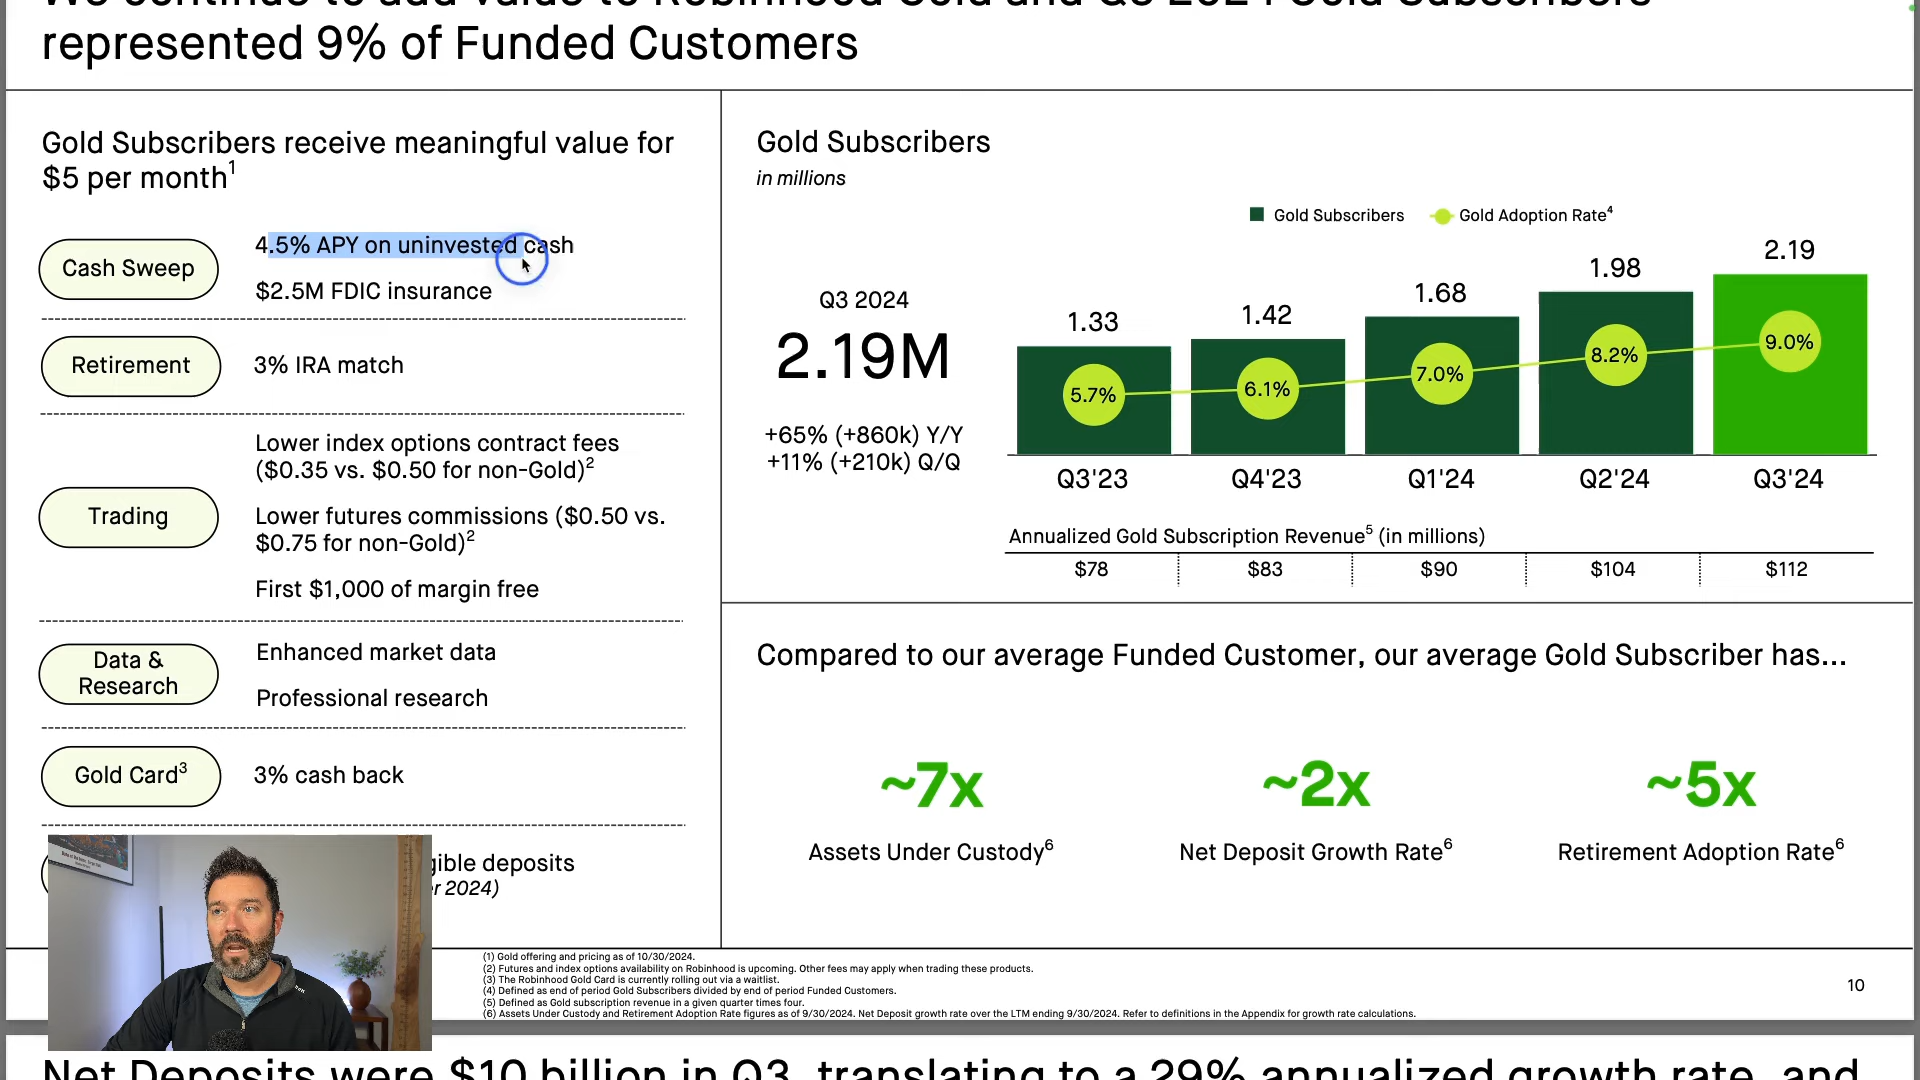 We continue to add value to Robinhood Gold and Q3 2024 Gold Subscribers
represented 9% of Funded Customers
Gold Subscribers receive meaningful value for
$5 per month1
Cash Sweep
4.5% APY on uninvested cash
$2.5M FDIC insurance
Retirement
3% IRA match
Trading
Lower index options contract fees
($0.35 vs. $0.50 for non-Gold)2
Lower futures commissions ($0.50 vs.
$0.75 for non-Gold)2
First $1,000 of margin free
Data &
Research
Enhanced market data
Professional research
Gold Card3
3% cash back
gible deposits
r 2024)
Gold Subscribers
in millions
Gold Subscribers
Gold Adoption Rate4
Q3 2024
2.19M
+65% (+860k) Y/Y
+11% (+210k) Q/Q
1.33
1.42
1.68
1.98
2.19
5.7%
6.1%
7.0%
8.2%
9.0%
Q3'23
Q4'23
Q1'24
Q2'24
Q3'24
Annualized Gold Subscription Revenue5 (in millions)
$78
$83
$90
$104
$112
Compared to our average Funded Customer, our average Gold Subscriber has...
~7x
~2x
~5x
Assets Under Custody6
Net Deposit Growth Rate6
Retirement Adoption Rate6
(1) Gold offering and pricing as of 10/30/2024.
(2) Futures and index options availability on Robinhood is upcoming. Other fees may apply when trading these products.
(3) The Robinhood Gold Card is currently rolling out via a waitlist.
(4) Defined as end of period Gold Subscribers divided by end of period Funded Customers.
(5) Defined as Gold subscription revenue in a given quarter times four.
(6) Assets Under Custody and Retirement Adoption Rate figures as of 9/30/2024. Net Deposit growth rate over the LTM ending 9/30/2024. Refer to definitions in the Appendix for growth rate calculations.
10
Net Deposits were $10 billion in Q3, translating to a 29% annualized growth rate, and